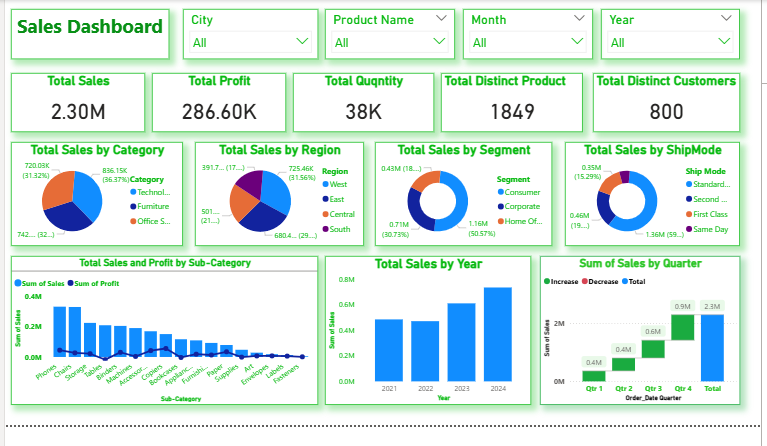 Sales Dashboard
City
All
Product Name
All
Month
All
Year
All
Total Sales
2.30M
Total Profit
286.60K
Total Quqntity
38K
Total Distinct Product
1849
Total Distinct Customers
800
Total Sales by Category
720.03K
(31.32%)
836.15K
(36.37%)
742.... (32...)
Category
Technol...
Furniture
Office S...
Total Sales by Region
391.7... (17....)
725.46K
(31.56%)
501....
(21....)
680.4... (29....)
Region
West
East
Central
South
Total Sales by Segment
0.43M (18....)
0.71M
(30.73%)
1.16M
(50.57%)
Segment
Consumer
Corporate
Home Of...
Total Sales by ShipMode
0.35M
(15.29%)
0.46M
(19....)
1.36M (59...)
Ship Mode
Standard...
Second ...
First Class
Same Day
Total Sales and Profit by Sub-Category
Sum of Sales Sum of Profit
Sum of Sales
0.4M
0.2M
0.0M
Phones
Chairs
Storage
Tables
Binders
Machines
Accessor...
Copiers
Bookcases
Applianc...
Furnishi...
Paper
Supplies
Art
Envelopes
Labels
Fasteners
Sub-Category
Total Sales by Year
Sum of Sales
0.8M
0.6M
0.4M
0.2M
0.0M
2021 2022 2023 2024
Year
Sum of Sales by Quarter
Increase Decrease Total
Sum of Sales
2M
0M
0.4M
0.4M
0.6M
0.9M
2.3M
Qtr 1 Qtr 2 Qtr 3 Qtr 4 Total
Order_Date Quarter